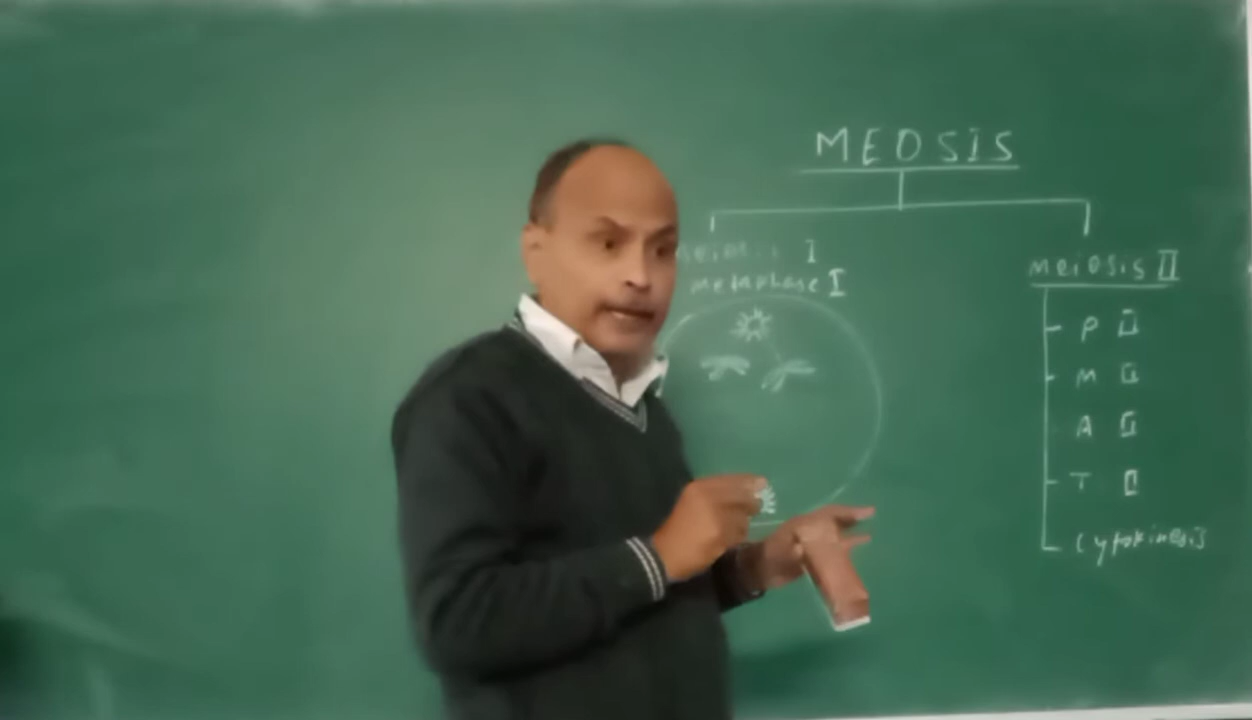 MEOSIS
I
metaphase I
meiosis II
P II
M II
A II
T II
Cytokinesis